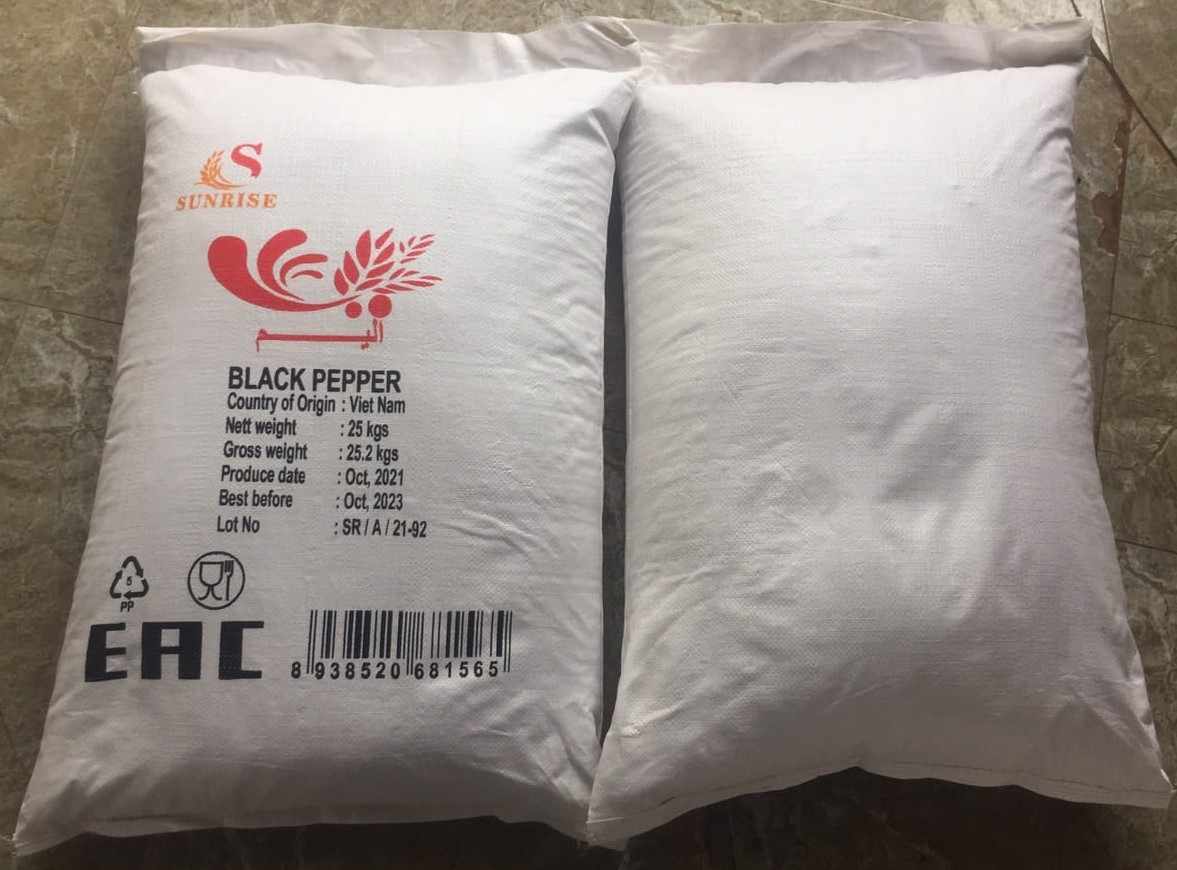 S
SUNRISE
اليم
BLACK PEPPER
Country of Origin : Viet Nam
Nett weight : 25 kgs
Gross weight : 25.2 kgs
Produce date : Oct, 2021
Best before : Oct, 2023
Lot No : SR / A / 21-92
5
PP
EAC
8 938520 681565